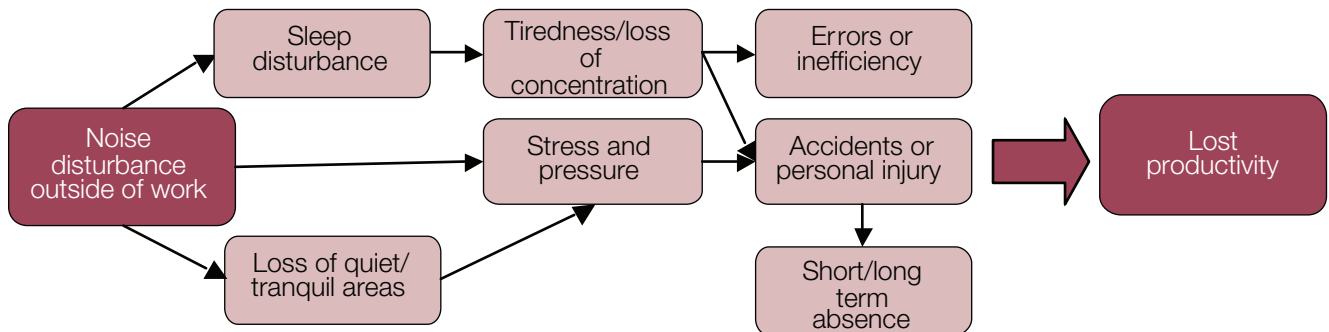 Sleep
disturbance
Tiredness/loss
of
concentration
Errors or
inefficiency
Noise
disturbance
outside of work
Stress and
pressure
Accidents or
personal injury
Lost
productivity
Loss of quiet/
tranquil areas
Short/long
term
absence